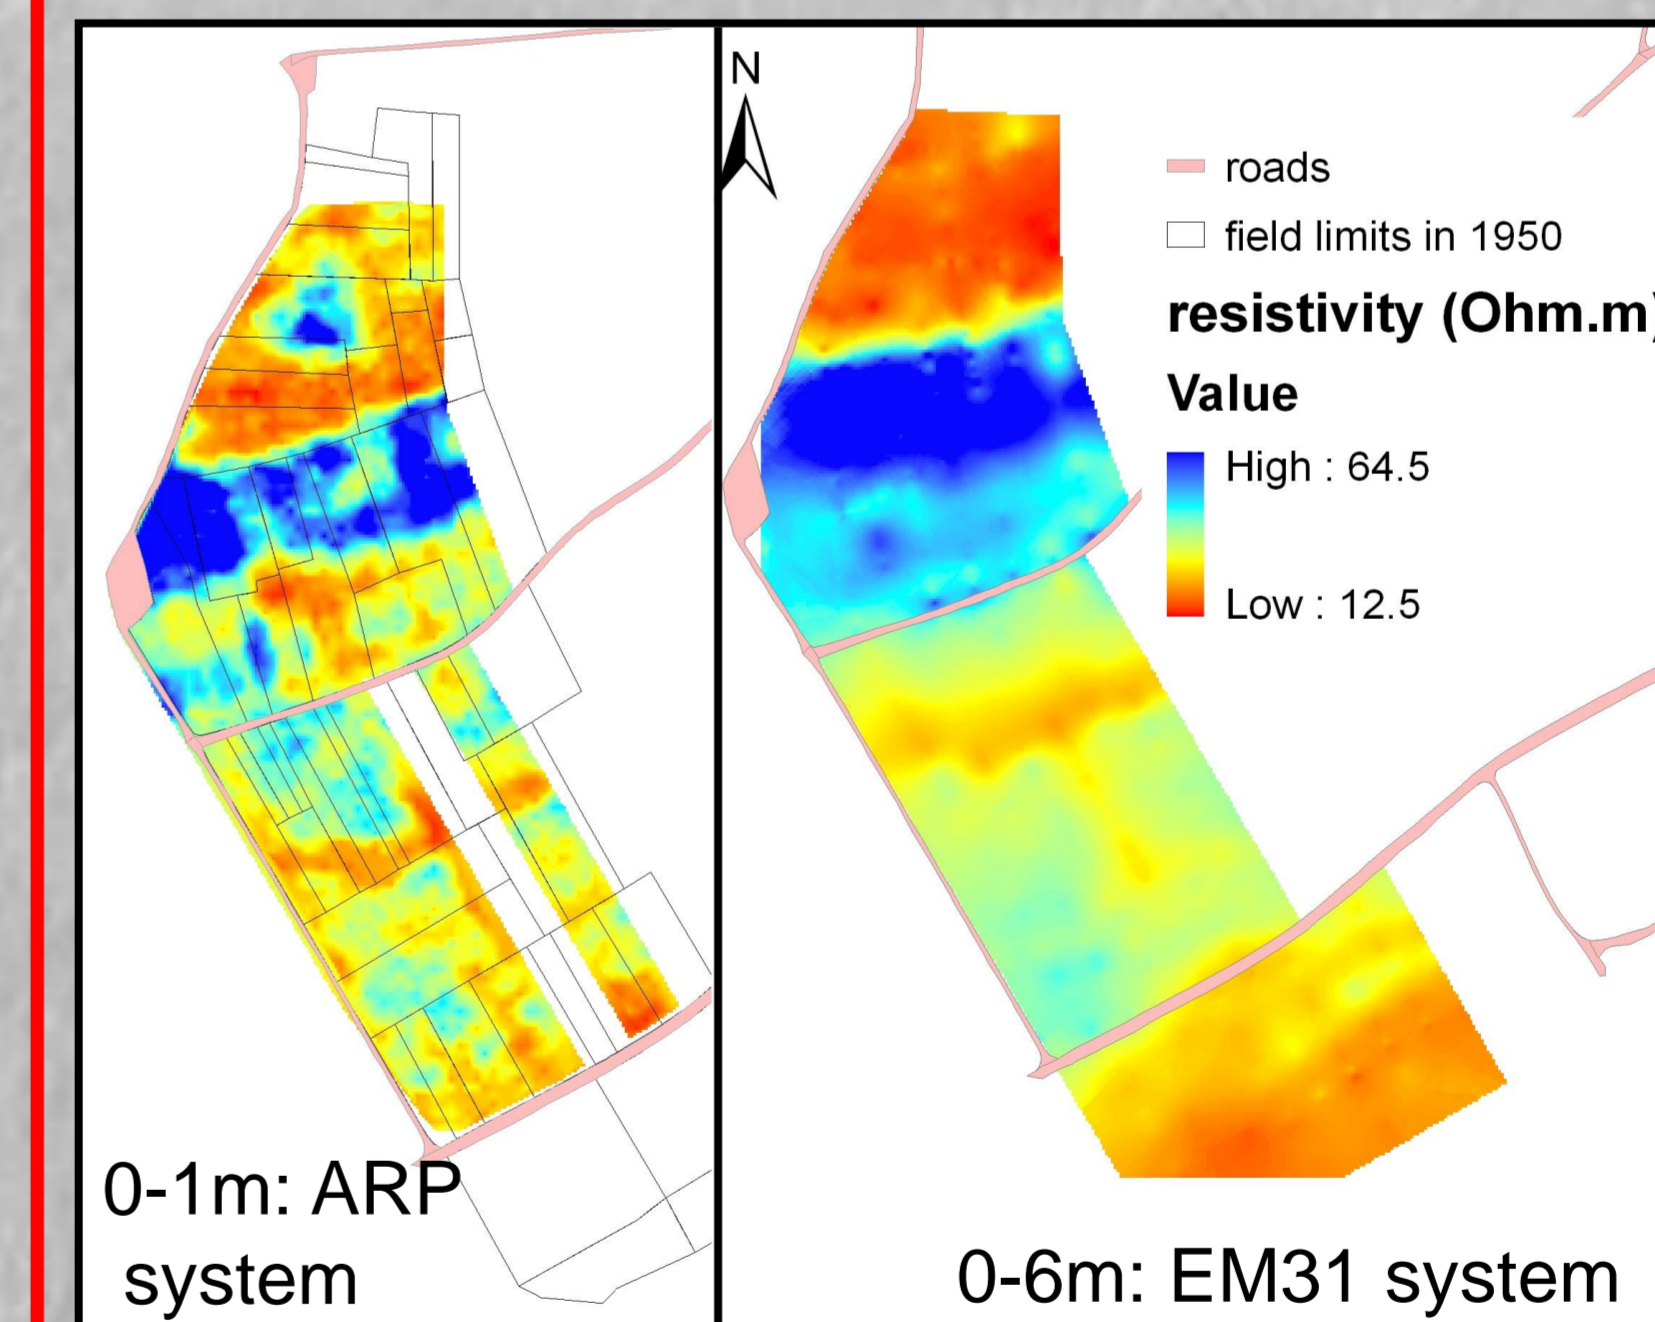 N
roads
field limits in 1950
resistivity (Ohm.m)
Value
High : 64.5
Low : 12.5
0-1m: ARP
system
0-6m: EM31 system